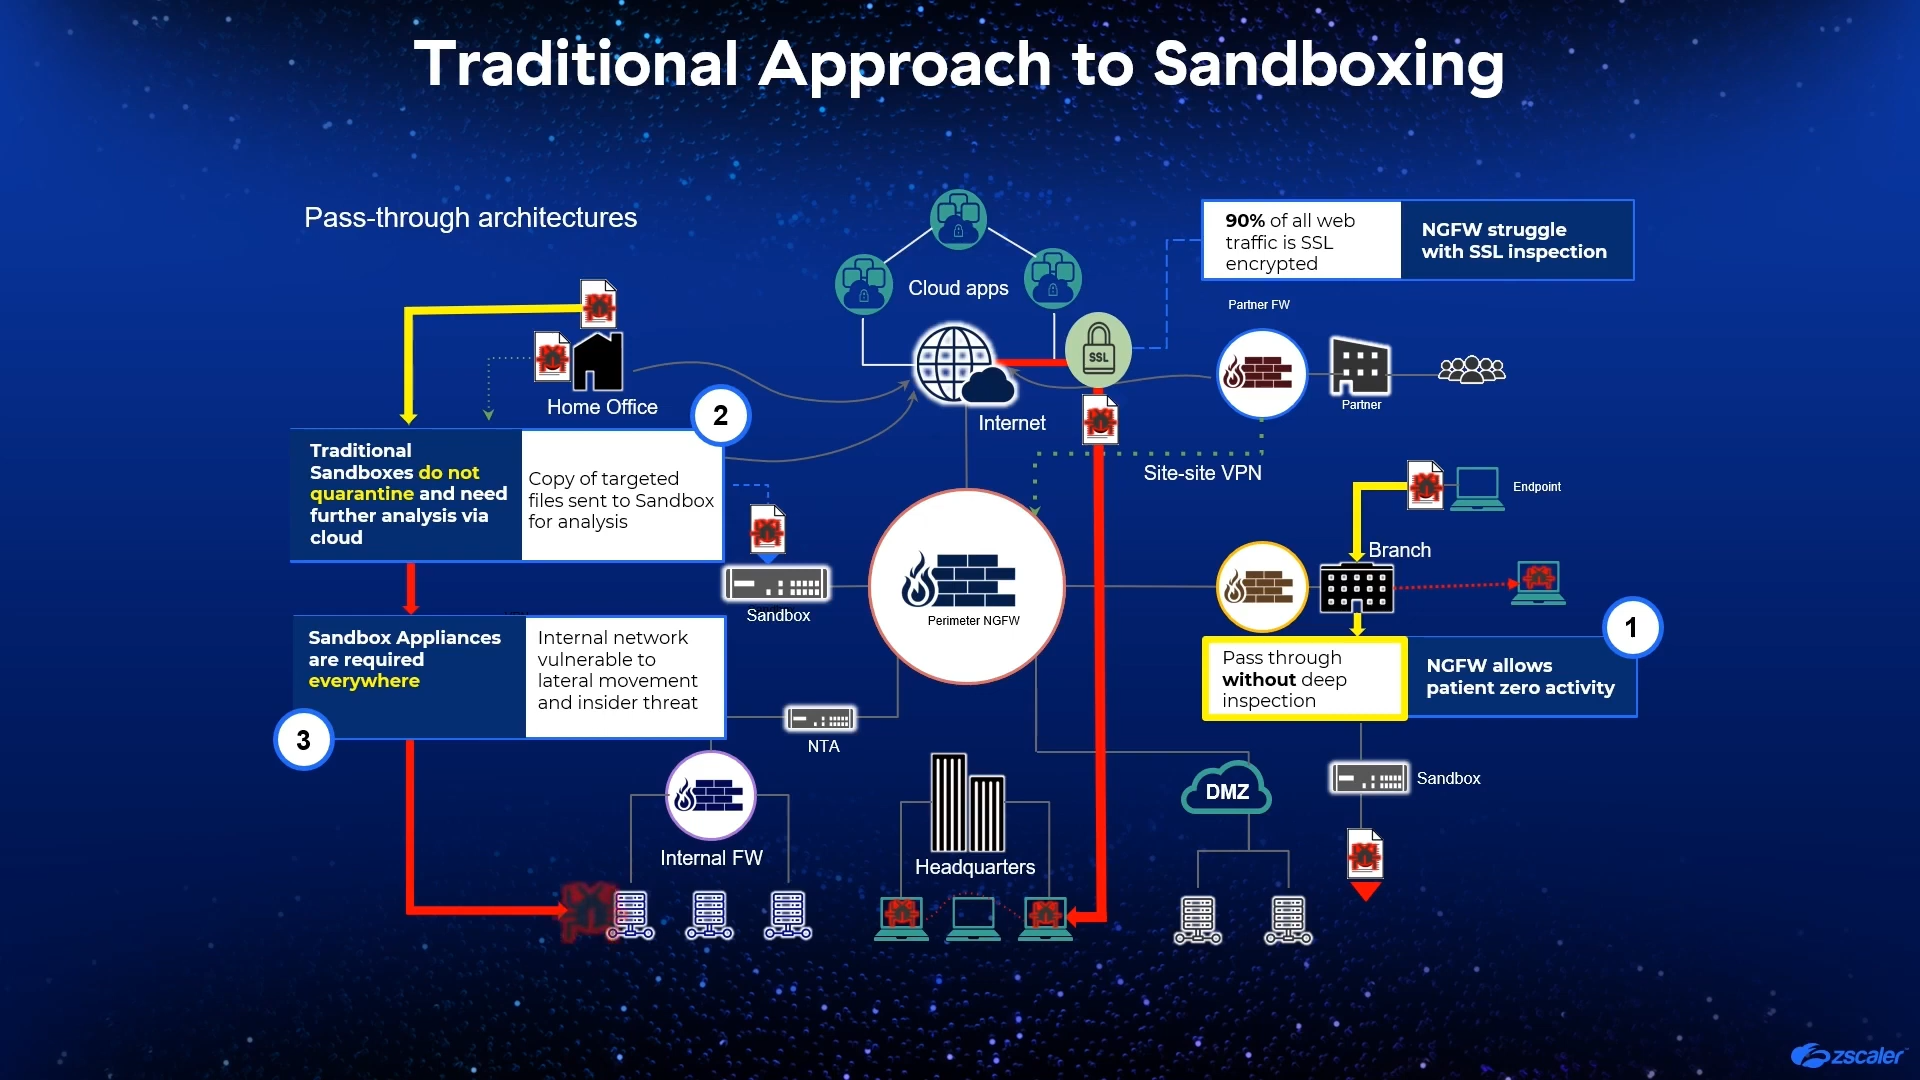 Traditional Approach to Sandboxing
Pass-through architectures
90% of all web
traffic is SSL
encrypted
NGFW struggle
with SSL inspection
Cloud apps
Partner FW
SSL
Home Office
2
Internet
Partner
Traditional
Sandboxes do not
quarantine and need
further analysis via
cloud
Copy of targeted
files sent to Sandbox
for analysis
Site-site VPN
Endpoint
Branch
Sandbox
Perimeter NGFW
1
Sandbox Appliances
are required
everywhere
Internal network
vulnerable to
lateral movement
and insider threat
Pass through
without deep
inspection
NGFW allows
patient zero activity
3
NTA
Sandbox
DMZ
Internal FW
Headquarters
zscaler